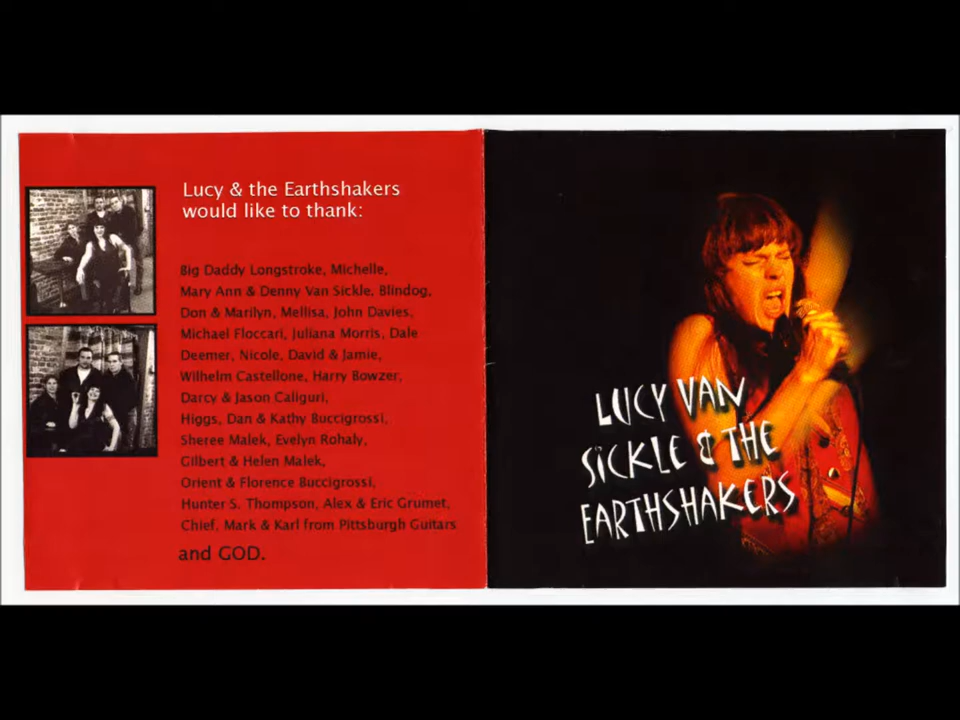 Lucy & the Earthshakers
would like to thank:
Big Daddy Longstroke, Michelle,
Mary Ann & Denny Van Sickle, Blindog,
Don & Marilyn, Mellisa, John Davies,
Michael Floccari, Juliana Morris, Dale
Deemer, Nicole, David & Jamie,
Wilhelm Castellone, Harry Bowzer,
Darcy & Jason Caliguri,
Higgs, Dan & Kathy Buccigrossi,
Sheree Malek, Evelyn Rohaly,
Gilbert & Helen Malek,
Orient & Florence Buccigrossi,
Hunter S. Thompson, Alex & Eric Grumet,
Chief, Mark & Karl from Pittsburgh Guitars
and GOD.
LUCY VAN
SICKLE & THE
EARTHSHAKERS